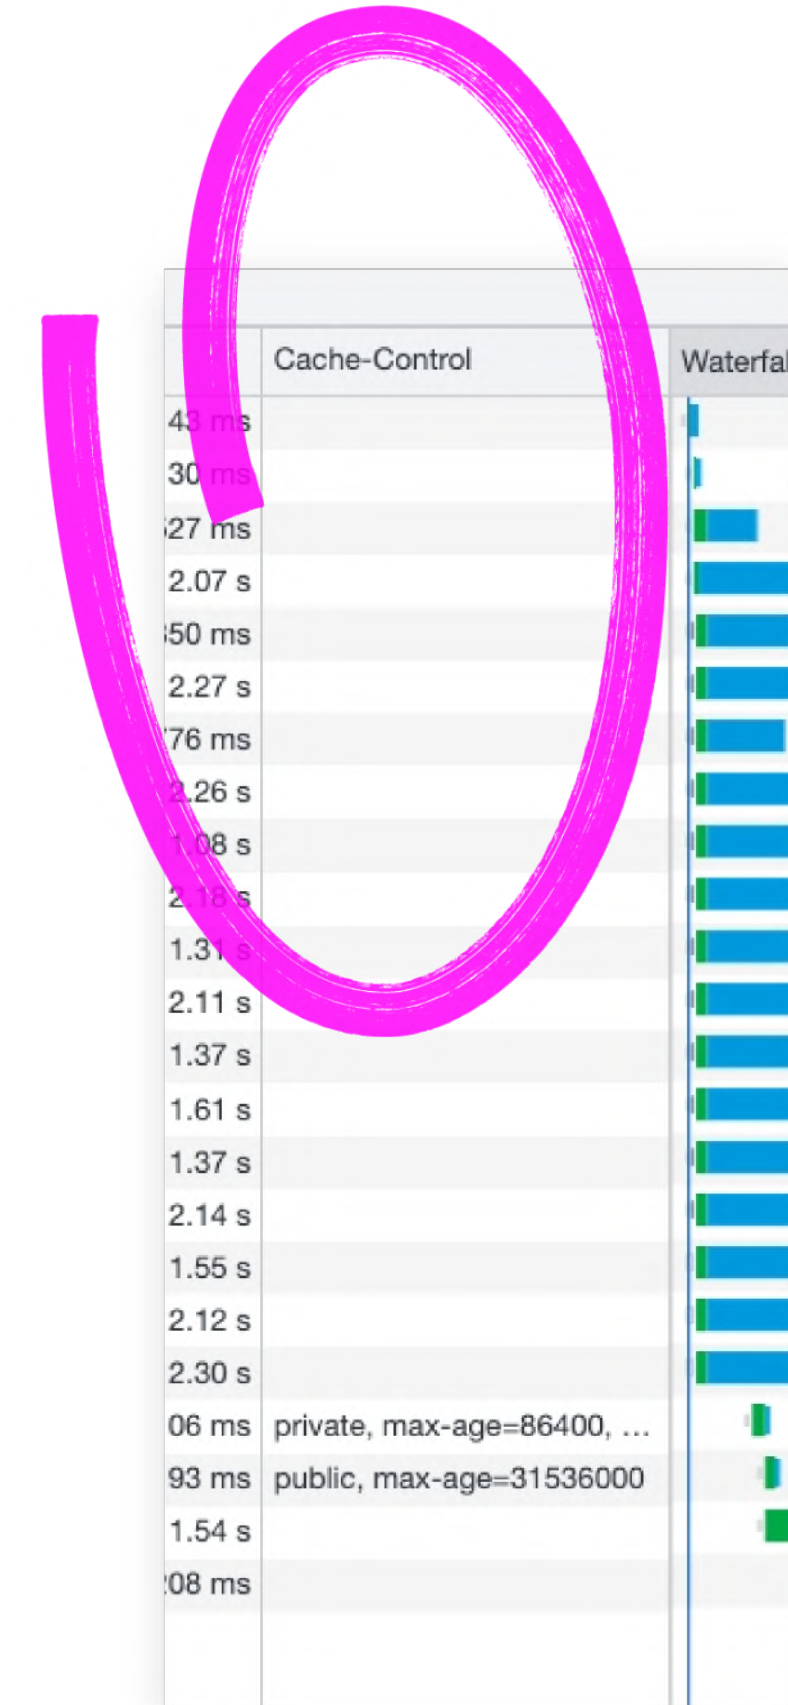 Cache-Control Waterfal
43 ms
30 ms
27 ms
2.07 s
50 ms
2.27 s
76 ms
2.26 s
1.08 s
2.18 s
1.31 s
2.11 s
1.37 s
1.61 s
1.37 s
2.14 s
1.55 s
2.12 s
2.30 s
06 ms private, max-age=86400, ...
93 ms public, max-age=31536000
1.54 s
08 ms